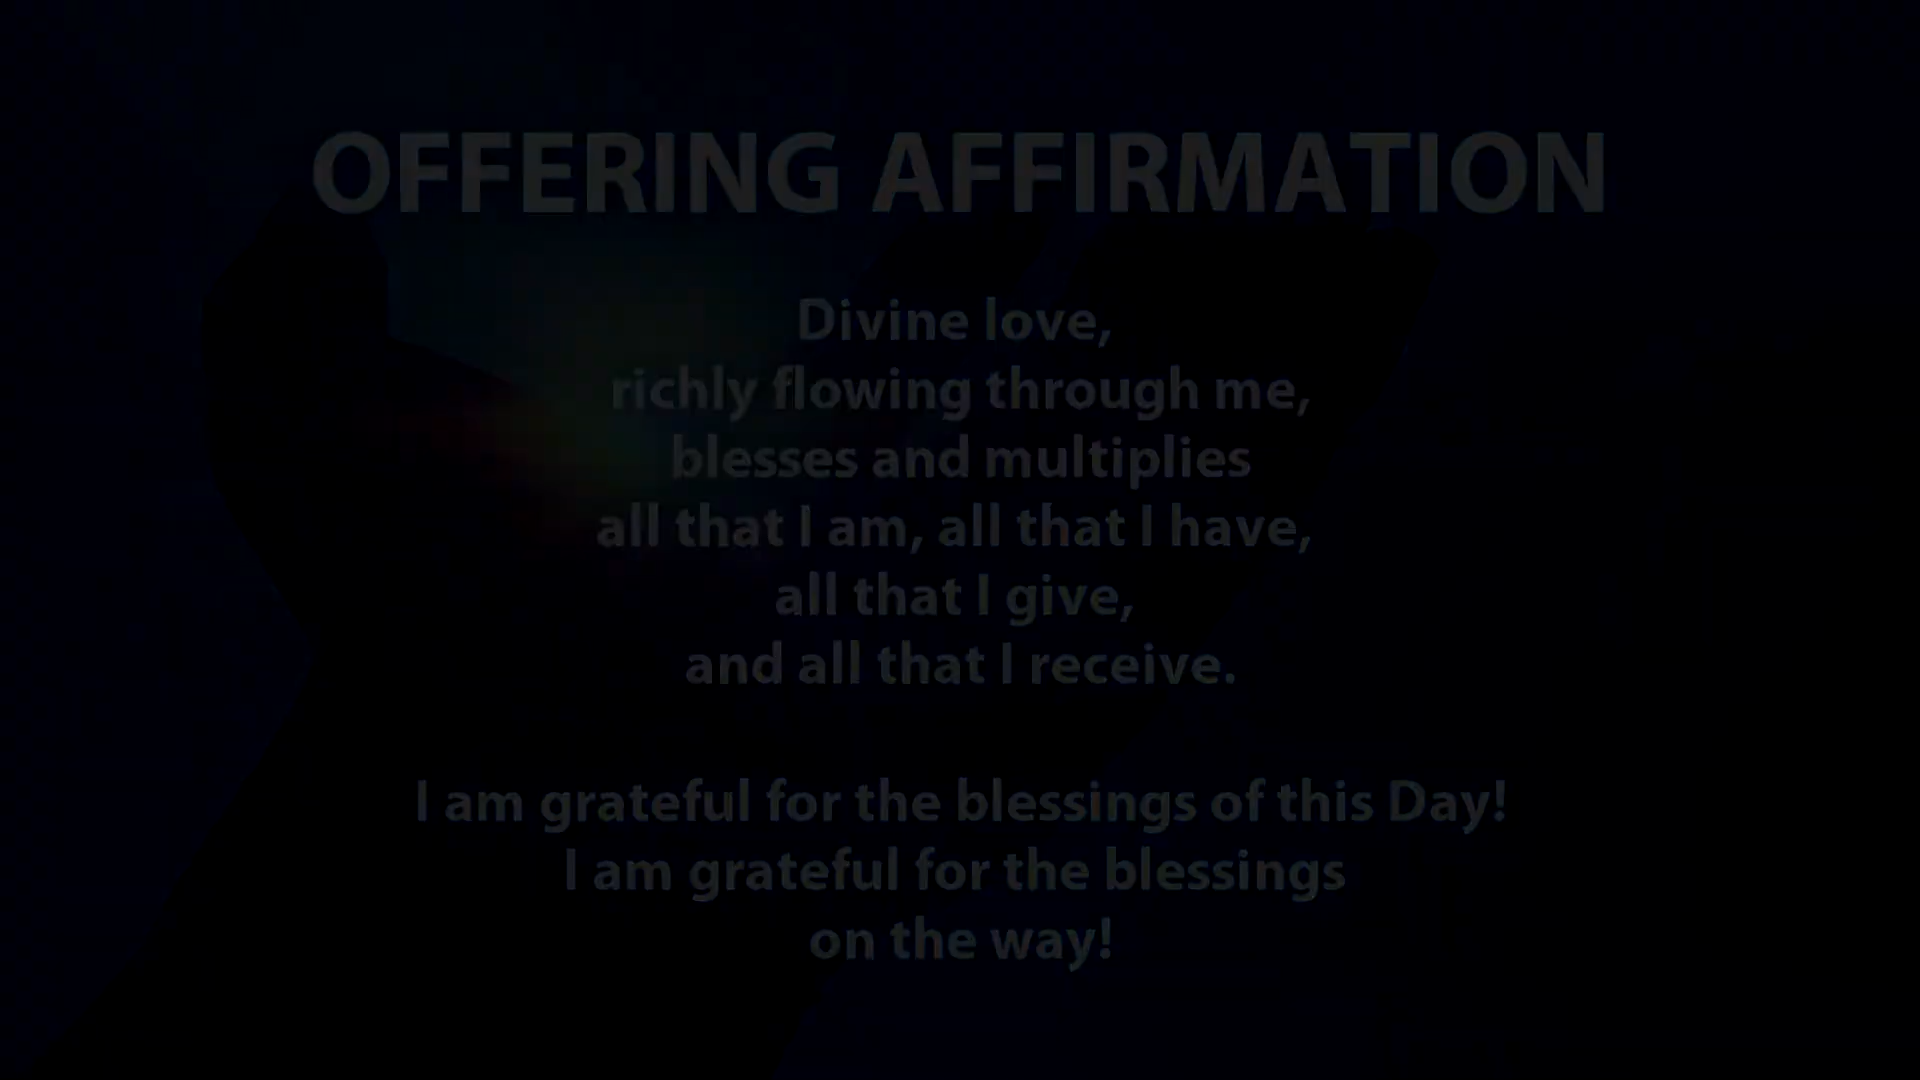 OFFERING AFFIRMATION
Divine love,
richly flowing through me,
blesses and multiplies
all that I am, all that I have,
all that I give,
and all that I receive.
I am grateful for the blessings of this Day!
I am grateful for the blessings
on the way!